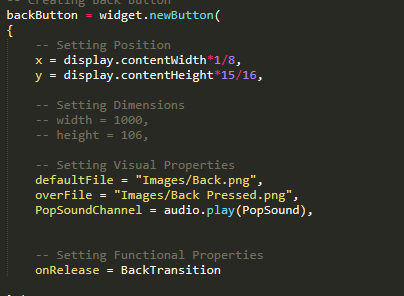 -- Creating Back Button
backButton = widget.newButton(
{
-- Setting Position
x = display.contentWidth*1/8,
y = display.contentHeight*15/16,
-- Setting Dimensions
-- width = 1000,
-- height = 106,
-- Setting Visual Properties
defaultFile = "Images/Back.png",
overFile = "Images/Back Pressed.png",
PopSoundChannel = audio.play(PopSound),
-- Setting Functional Properties
onRelease = BackTransition